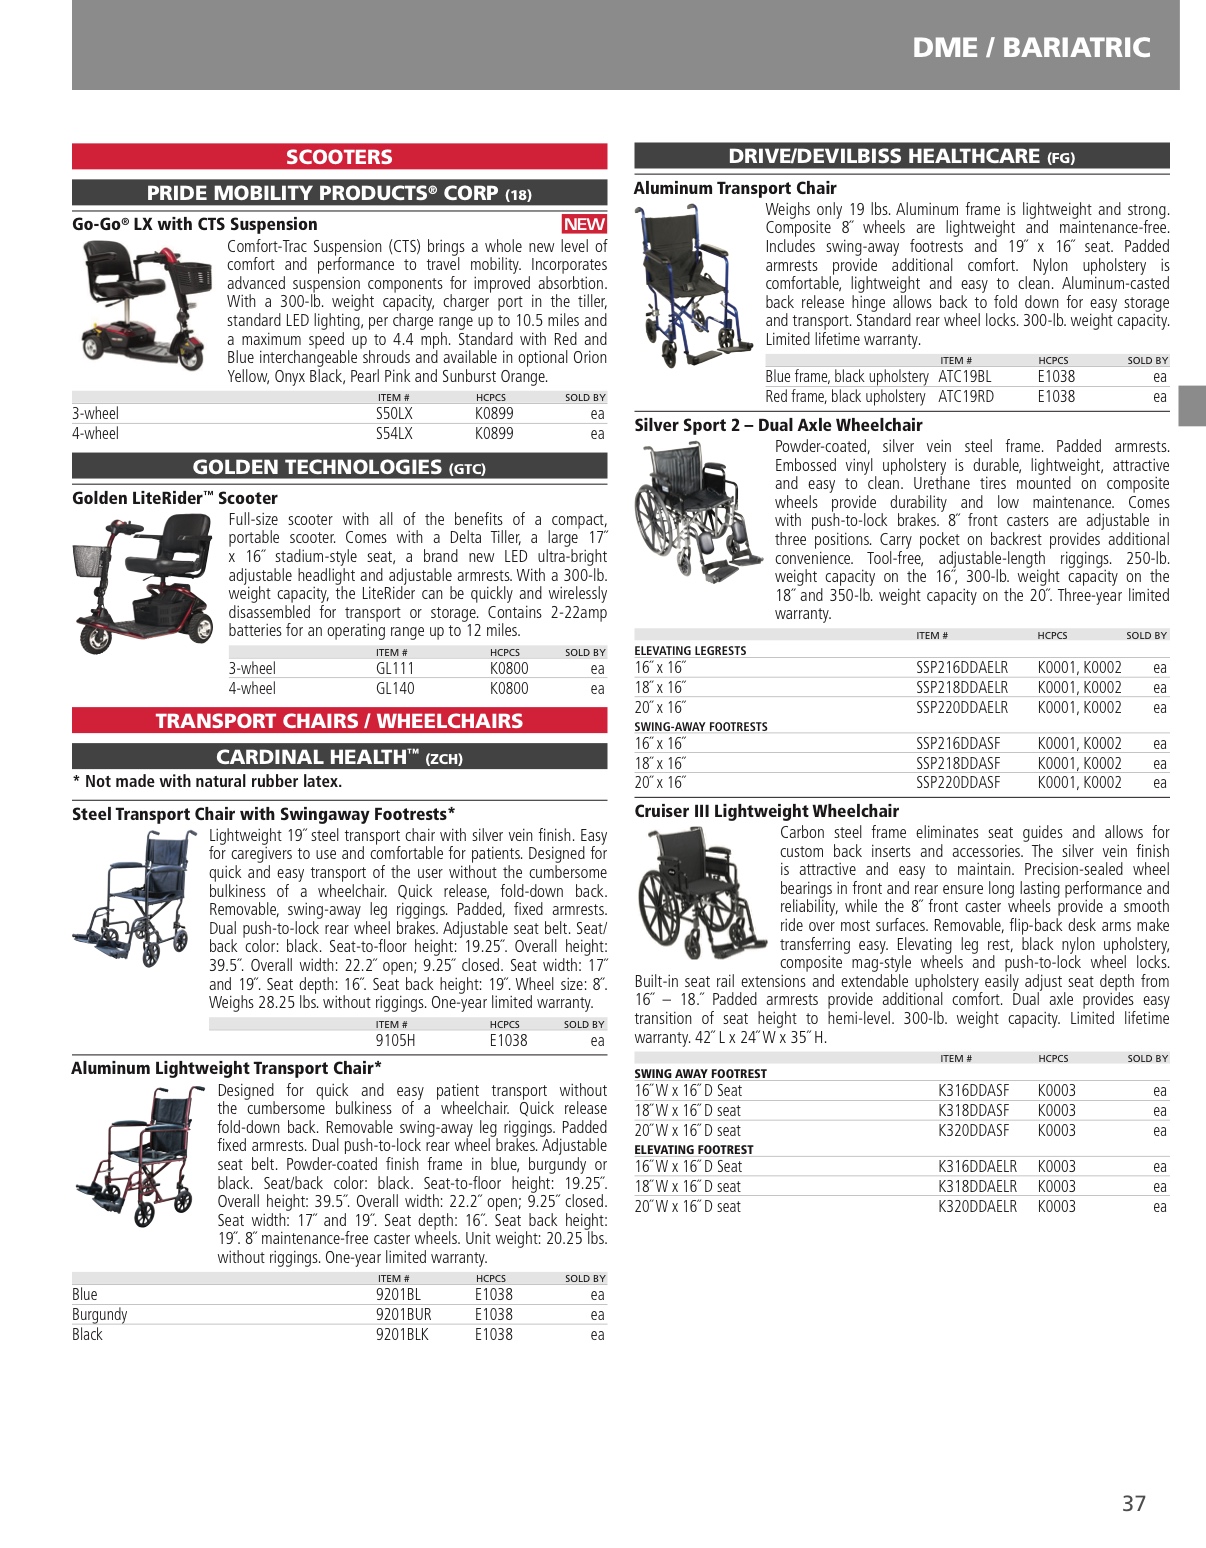 DME / BARIATRIC
SCOOTERS
PRIDE MOBILITY PRODUCTS® CORP (18)
Go-Go® LX with CTS Suspension NEW
Comfort-Trac Suspension (CTS) brings a whole new level of
comfort and performance to travel mobility. Incorporates
advanced suspension components for improved absorbtion.
With a 300-lb. weight capacity, charger port in the tiller,
standard LED lighting, per charge range up to 10.5 miles and
a maximum speed up to 4.4 mph. Standard with Red and
Blue interchangeable shrouds and available in optional Orion
Yellow, Onyx Black, Pearl Pink and Sunburst Orange.
ITEM # HCPCS SOLD BY
3-wheel S50LX K0899 ea
4-wheel S54LX K0899 ea
GOLDEN TECHNOLOGIES (GTC)
Golden LiteRider™ Scooter
Full-size scooter with all of the benefits of a compact,
portable scooter. Comes with a Delta Tiller, a large 17˝
x 16˝ stadium-style seat, a brand new LED ultra-bright
adjustable headlight and adjustable armrests. With a 300-lb.
weight capacity, the LiteRider can be quickly and wirelessly
disassembled for transport or storage. Contains 2-22amp
batteries for an operating range up to 12 miles.
ITEM # HCPCS SOLD BY
3-wheel GL111 K0800 ea
4-wheel GL140 K0800 ea
TRANSPORT CHAIRS / WHEELCHAIRS
CARDINAL HEALTH™ (ZCH)
* Not made with natural rubber latex.
Steel Transport Chair with Swingaway Footrests*
Lightweight 19˝ steel transport chair with silver vein finish. Easy
for caregivers to use and comfortable for patients. Designed for
quick and easy transport of the user without the cumbersome
bulkiness of a wheelchair. Quick release, fold-down back.
Removable, swing-away leg riggings. Padded, fixed armrests.
Dual push-to-lock rear wheel brakes. Adjustable seat belt. Seat/
back color: black. Seat-to-floor height: 19.25˝. Overall height:
39.5˝. Overall width: 22.2˝ open; 9.25˝ closed. Seat width: 17˝
and 19˝. Seat depth: 16˝. Seat back height: 19˝. Wheel size: 8˝.
Weighs 28.25 lbs. without riggings. One-year limited warranty.
ITEM # HCPCS SOLD BY
9105H E1038 ea
Aluminum Lightweight Transport Chair*
Designed for quick and easy patient transport without
the cumbersome bulkiness of a wheelchair. Quick release
fold-down back. Removable swing-away leg riggings. Padded
fixed armrests. Dual push-to-lock rear wheel brakes. Adjustable
seat belt. Powder-coated finish frame in blue, burgundy or
black. Seat/back color: black. Seat-to-floor height: 19.25˝.
Overall height: 39.5˝. Overall width: 22.2˝ open; 9.25˝ closed.
Seat width: 17˝ and 19˝. Seat depth: 16˝. Seat back height:
19˝. 8˝ maintenance-free caster wheels. Unit weight: 20.25 lbs.
without riggings. One-year limited warranty.
ITEM # HCPCS SOLD BY
Blue 9201BL E1038 ea
Burgundy 9201BUR E1038 ea
Black 9201BLK E1038 ea
DRIVE/DEVILBISS HEALTHCARE (FG)
Aluminum Transport Chair
Weighs only 19 lbs. Aluminum frame is lightweight and strong.
Composite 8˝ wheels are lightweight and maintenance-free.
Includes swing-away footrests and 19˝ x 16˝ seat. Padded
armrests provide additional comfort. Nylon upholstery is
comfortable, lightweight and easy to clean. Aluminum-casted
back release hinge allows back to fold down for easy storage
and transport. Standard rear wheel locks. 300-lb. weight capacity.
Limited lifetime warranty.
ITEM # HCPCS SOLD BY
Blue frame, black upholstery ATC19BL E1038 ea
Red frame, black upholstery ATC19RD E1038 ea
Silver Sport 2 – Dual Axle Wheelchair
Powder-coated, silver vein steel frame. Padded armrests.
Embossed vinyl upholstery is durable, lightweight, attractive
and easy to clean. Urethane tires mounted on composite
wheels provide durability and low maintenance. Comes
with push-to-lock brakes. 8˝ front casters are adjustable in
three positions. Carry pocket on backrest provides additional
convenience. Tool-free, adjustable-length riggings. 250-lb.
weight capacity on the 16˝, 300-lb. weight capacity on the
18˝ and 350-lb. weight capacity on the 20˝. Three-year limited
warranty.
ITEM # HCPCS SOLD BY
ELEVATING LEGRESTS
16˝ x 16˝ SSP216DDAELR K0001, K0002 ea
18˝ x 16˝ SSP218DDAELR K0001, K0002 ea
20˝ x 16˝ SSP220DDAELR K0001, K0002 ea
SWING-AWAY FOOTRESTS
16˝ x 16˝ SSP216DDASF K0001, K0002 ea
18˝ x 16˝ SSP218DDASF K0001, K0002 ea
20˝ x 16˝ SSP220DDASF K0001, K0002 ea
Cruiser III Lightweight Wheelchair
Carbon steel frame eliminates seat guides and allows for
custom back inserts and accessories. The silver vein finish
is attractive and easy to maintain. Precision-sealed wheel
bearings in front and rear ensure long lasting performance and
reliability, while the 8˝ front caster wheels provide a smooth
ride over most surfaces. Removable, flip-back desk arms make
transferring easy. Elevating leg rest, black nylon upholstery,
composite mag-style wheels and push-to-lock wheel locks.
Built-in seat rail extensions and extendable upholstery easily adjust seat depth from
16˝ – 18.˝ Padded armrests provide additional comfort. Dual axle provides easy
transition of seat height to hemi-level. 300-lb. weight capacity. Limited lifetime
warranty. 42˝ L x 24˝ W x 35˝ H.
ITEM # HCPCS SOLD BY
SWING AWAY FOOTREST
16˝ W x 16˝ D Seat K316DDASF K0003 ea
18˝ W x 16˝ D seat K318DDASF K0003 ea
20˝ W x 16˝ D seat K320DDASF K0003 ea
ELEVATING FOOTREST
16˝ W x 16˝ D Seat K316DDAELR K0003 ea
18˝ W x 16˝ D seat K318DDAELR K0003 ea
20˝ W x 16˝ D seat K320DDAELR K0003 ea
37